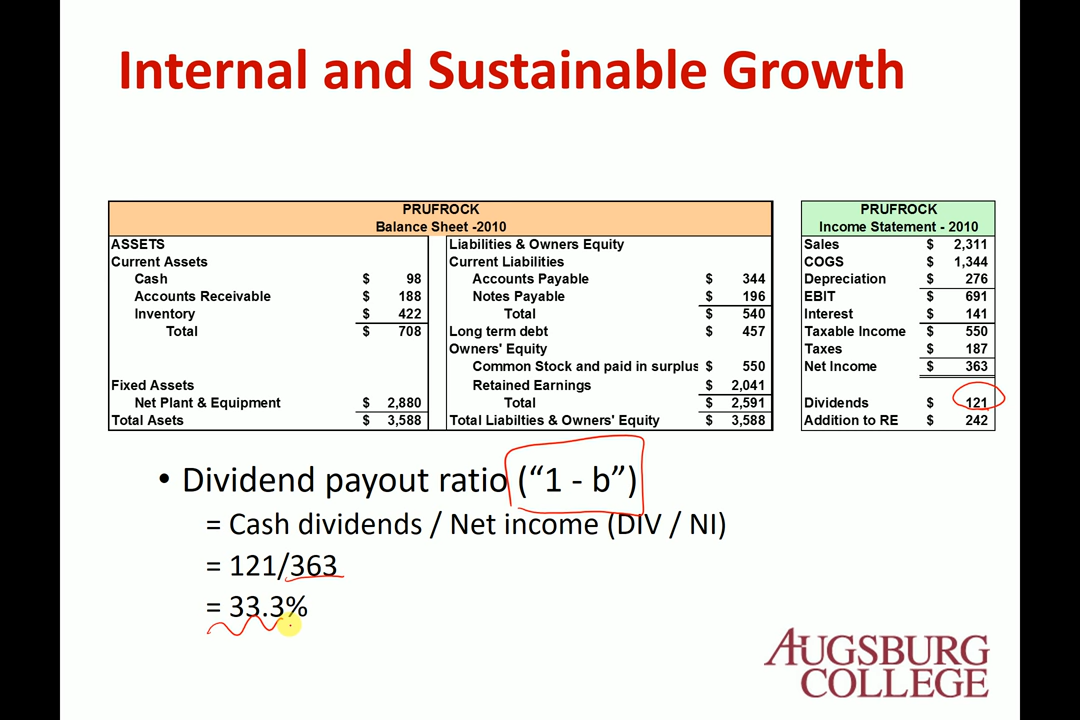 Internal and Sustainable Growth
PRUFROCK
Balance Sheet -2010
ASSETS
Current Assets
Cash $ 98
Accounts Receivable $ 188
Inventory $ 422
Total $ 708
Fixed Assets
Net Plant & Equipment $ 2,880
Total Asets $ 3,588
Liabilities & Owners Equity
Current Liabilities
Accounts Payable $ 344
Notes Payable $ 196
Total $ 540
Long term debt $ 457
Owners' Equity
Common Stock and paid in surplus $ 550
Retained Earnings $ 2,041
Total $ 2,591
Total Liabilties & Owners' Equity $ 3,588
PRUFROCK
Income Statement - 2010
Sales $ 2,311
COGS $ 1,344
Depreciation $ 276
EBIT $ 691
Interest $ 141
Taxable Income $ 550
Taxes $ 187
Net Income $ 363
Dividends $ 121
Addition to RE $ 242
• Dividend payout ratio (“1 - b”)
= Cash dividends / Net income (DIV / NI)
= 121/363
= 33.3%
AUGSBURG
COLLEGE